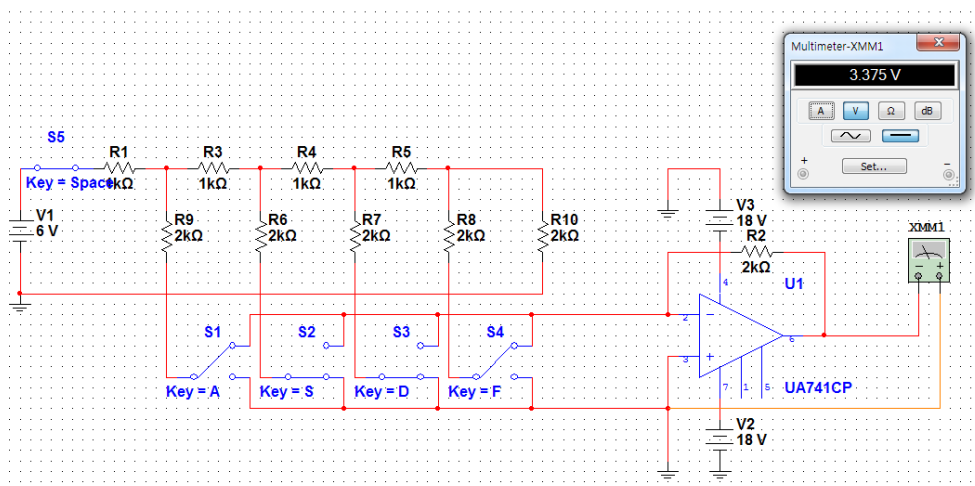 Multimeter-XMM1
3.375 V
A V Ω dB
+ Set... -
S5
Key = Space
R1 R3 R4 R5
kΩ 1kΩ 1kΩ 1kΩ
V1
6 V
R9
2kΩ
R6
2kΩ
R7
2kΩ
R8
2kΩ
R10
2kΩ
V3
18 V
R2
2kΩ
XMM1
- +
U1
4
2 -
6
3 +
7 1 5
UA741CP
S1 S2 S3 S4
Key = A Key = S Key = D Key = F
V2
18 V